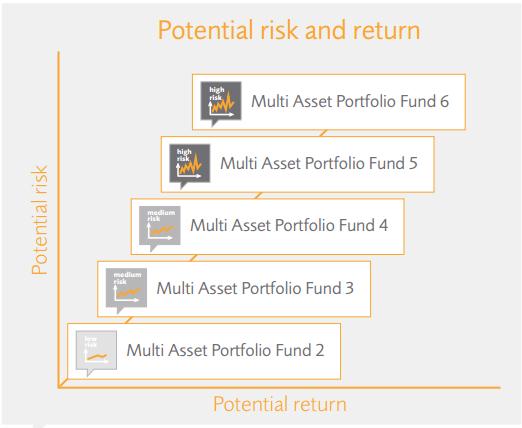 Potential risk and return
Potential risk
high
risk
Multi Asset Portfolio Fund 6
high
risk
Multi Asset Portfolio Fund 5
medium
risk
Multi Asset Portfolio Fund 4
medium
risk
Multi Asset Portfolio Fund 3
low
risk
Multi Asset Portfolio Fund 2
Potential return